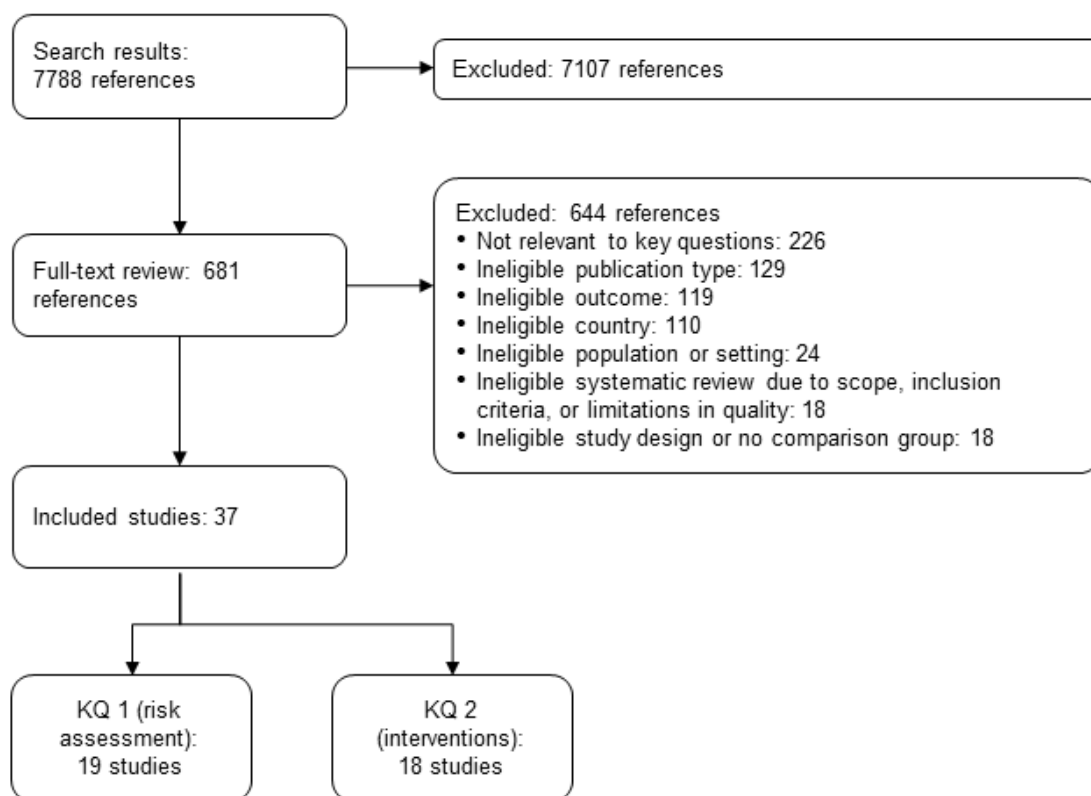 Search results:
7788 references
Excluded: 7107 references
Full-text review: 681
references
Excluded: 644 references
• Not relevant to key questions: 226
• Ineligible publication type: 129
• Ineligible outcome: 119
• Ineligible country: 110
• Ineligible population or setting: 24
• Ineligible systematic review due to scope, inclusion
criteria, or limitations in quality: 18
• Ineligible study design or no comparison group: 18
Included studies: 37
KQ 1 (risk
assessment):
19 studies
KQ 2
(interventions):
18 studies